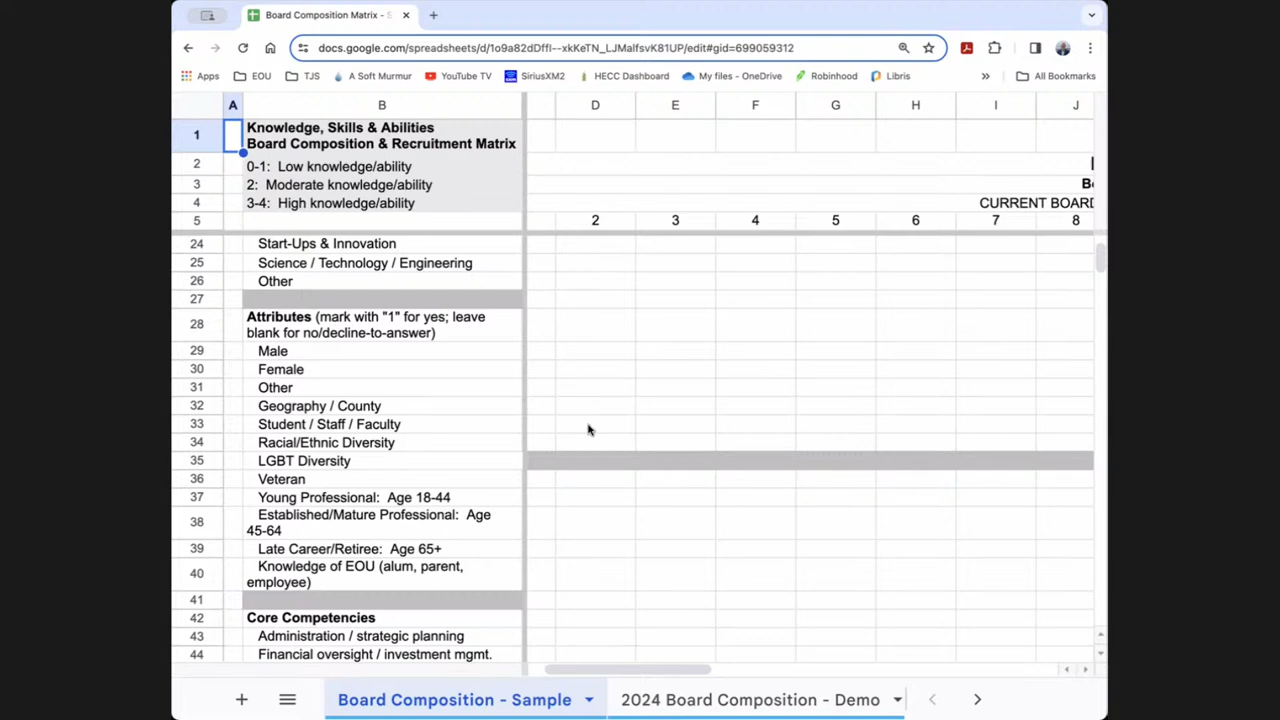 Board Composition Matrix - S
docs.google.com/spreadsheets/d/1o9a82dDffI--xkKeTN_LJMalfsvK81UP/edit#gid=699059312
Apps EOU TJS A Soft Murmur YouTube TV SiriusXM2 HECC Dashboard My files - OneDrive Robinhood Libris » All Bookmarks
A B D E F G H I J
1 Knowledge, Skills & Abilities
Board Composition & Recruitment Matrix
2 0-1: Low knowledge/ability
3 2: Moderate knowledge/ability
4 3-4: High knowledge/ability CURRENT BOARD
5 2 3 4 5 6 7 8
24 Start-Ups & Innovation
25 Science / Technology / Engineering
26 Other
27
28 Attributes (mark with "1" for yes; leave
blank for no/decline-to-answer)
29 Male
30 Female
31 Other
32 Geography / County
33 Student / Staff / Faculty
34 Racial/Ethnic Diversity
35 LGBT Diversity
36 Veteran
37 Young Professional: Age 18-44
38 Established/Mature Professional: Age
45-64
39 Late Career/Retiree: Age 65+
40 Knowledge of EOU (alum, parent,
employee)
41
42 Core Competencies
43 Administration / strategic planning
44 Financial oversight / investment mgmt.
Board Composition - Sample 2024 Board Composition - Demo